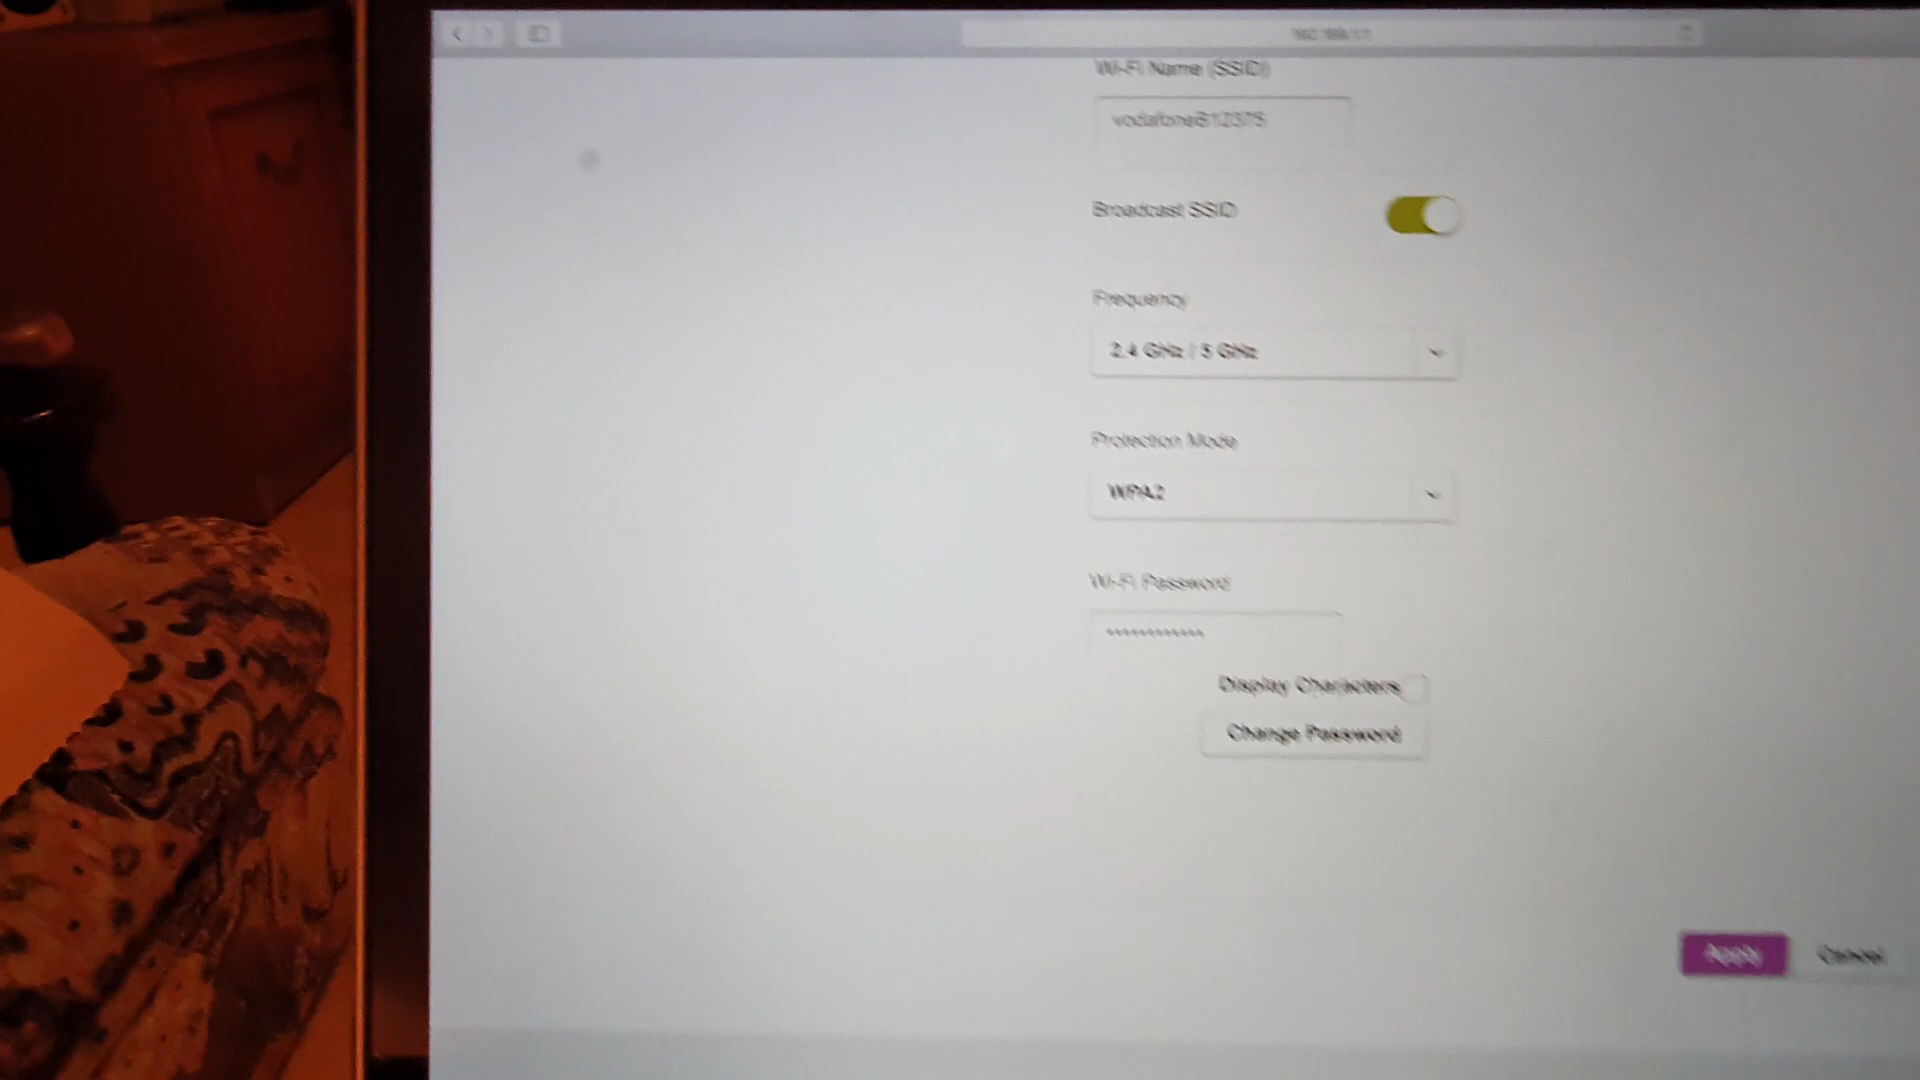 Wi-Fi Name (SSID)
vodafoneB12375
Broadcast SSID
Frequency
2.4 GHz / 5 GHz
Protection Mode
WPA2
Wi-Fi Password
••••••••••••
Display Characters
Change Password
Apply
Cancel